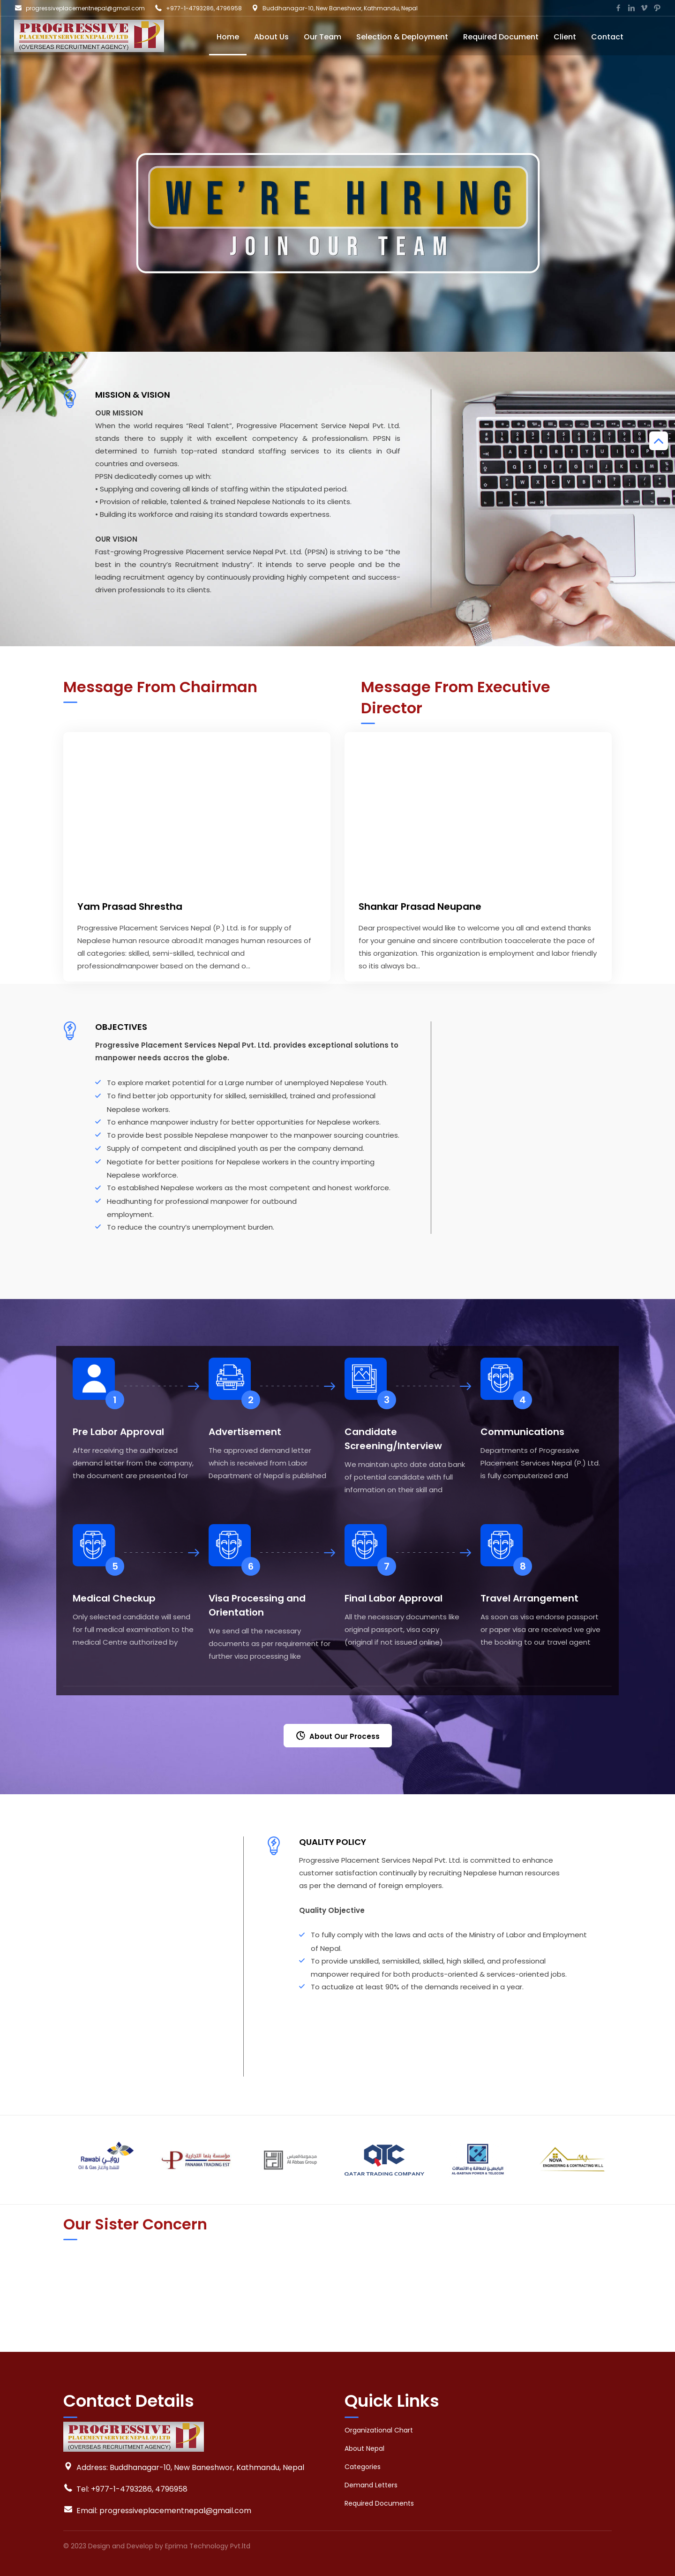 progressiveplacementnepal@gmail.com
+977-1-4793286, 4796958
Buddhanagar-10, New Baneshwor, Kathmandu, Nepal
PROGRESSIVE
PLACEMENT SERVICE NEPAL (P.) LTD
(OVERSEAS RECRUITMENT AGENCY)
Home
About Us
Our Team
Selection & Deployment
Required Document
Client
Contact
WE'RE HIRING
JOIN OUR TEAM
MISSION & VISION
OUR MISSION
When the world requires “Real Talent”, Progressive Placement Service Nepal Pvt. Ltd.
stands there to supply it with excellent competency & professionalism. PPSN is
determined to furnish top-rated standard staffing services to its clients in Gulf
countries and overseas.
PPSN dedicatedly comes up with:
• Supplying and covering all kinds of staffing within the stipulated period.
• Provision of reliable, talented & trained Nepalese Nationals to its clients.
• Building its workforce and raising its standard towards expertness.
OUR VISION
Fast-growing Progressive Placement service Nepal Pvt. Ltd. (PPSN) is striving to be “the
best in the country’s Recruitment Industry”. It intends to serve people and be the
leading recruitment agency by continuously providing highly competent and success-
driven professionals to its clients.
Message From Chairman
Message From Executive
Director
Yam Prasad Shrestha
Progressive Placement Services Nepal (P.) Ltd. is for supply of
Nepalese human resource abroad.It manages human resources of
all categories: skilled, semi-skilled, technical and
professionalmanpower based on the demand o...
Shankar Prasad Neupane
Dear prospectiveI would like to welcome you all and extend thanks
for your genuine and sincere contribution toaccelerate the pace of
this organization. This organization is employment and labor friendly
so itis always ba...
OBJECTIVES
Progressive Placement Services Nepal Pvt. Ltd. provides exceptional solutions to
manpower needs accros the globe.
To explore market potential for a Large number of unemployed Nepalese Youth.
To find better job opportunity for skilled, semiskilled, trained and professional
Nepalese workers.
To enhance manpower industry for better opportunities for Nepalese workers.
To provide best possible Nepalese manpower to the manpower sourcing countries.
Supply of competent and disciplined youth as per the company demand.
Negotiate for better positions for Nepalese workers in the country importing
Nepalese workforce.
To established Nepalese workers as the most competent and honest workforce.
Headhunting for professional manpower for outbound
employment.
To reduce the country’s unemployment burden.
1
2
3
4
Pre Labor Approval
After receiving the authorized
demand letter from the company,
the document are presented for
Advertisement
The approved demand letter
which is received from Labor
Department of Nepal is published
Candidate
Screening/Interview
We maintain upto date data bank
of potential candidate with full
information on their skill and
Communications
Departments of Progressive
Placement Services Nepal (P.) Ltd.
is fully computerized and
5
6
7
8
Medical Checkup
Only selected candidate will send
for full medical examination to the
medical Centre authorized by
Visa Processing and
Orientation
We send all the necessary
documents as per requirement for
further visa processing like
Final Labor Approval
All the necessary documents like
original passport, visa copy
(original if not issued online)
Travel Arrangement
As soon as visa endorse passport
or paper visa are received we give
the booking to our travel agent
About Our Process
QUALITY POLICY
Progressive Placement Services Nepal Pvt. Ltd. is committed to enhance
customer satisfaction continually by recruiting Nepalese human resources
as per the demand of foreign employers.
Quality Objective
To fully comply with the laws and acts of the Ministry of Labor and Employment
of Nepal.
To provide unskilled, semiskilled, skilled, high skilled, and professional
manpower required for both products-oriented & services-oriented jobs.
To actualize at least 90% of the demands received in a year.
Rawabi روابي
Oil & Gas
PANAMA TRADING EST
Al Abbas Group
QTC
QATAR TRADING COMPANY
AL-BABTAIN POWER & TELECOM
NOVA
ENGINEERING & CONTRACTING W.L.L
Our Sister Concern
Contact Details
PROGRESSIVE
PLACEMENT SERVICE NEPAL (P.) LTD
(OVERSEAS RECRUITMENT AGENCY)
Address: Buddhanagar-10, New Baneshwor, Kathmandu, Nepal
Tel: +977-1-4793286, 4796958
Email: progressiveplacementnepal@gmail.com
Quick Links
Organizational Chart
About Nepal
Categories
Demand Letters
Required Documents
© 2023 Design and Develop by Eprima Technology Pvt.ltd